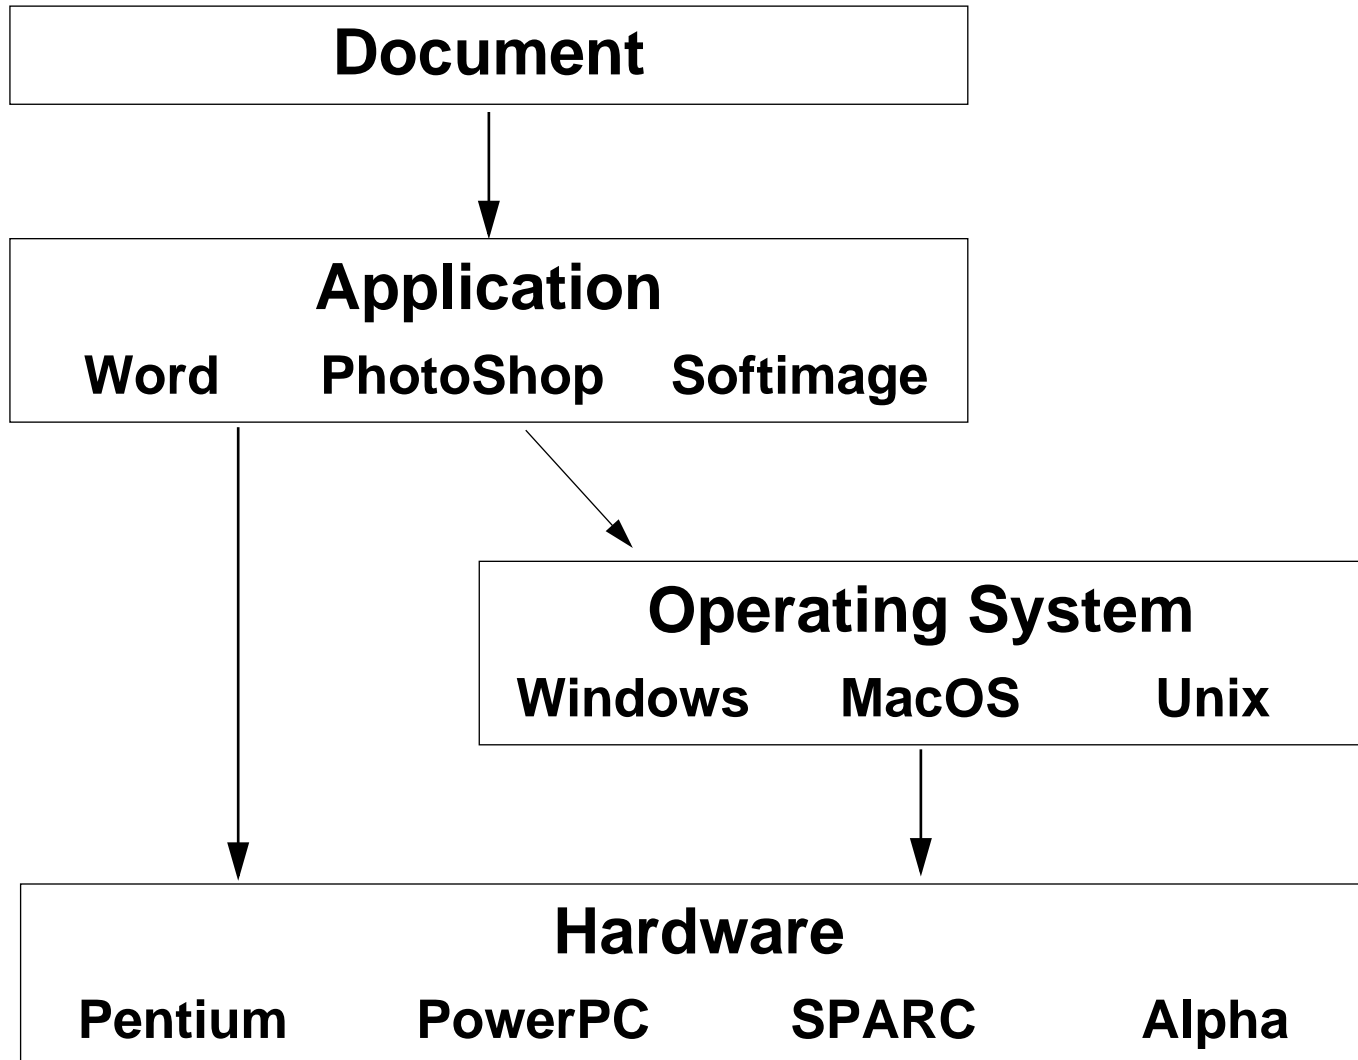 Document
Application
Word PhotoShop Softimage
Operating System
Windows MacOS Unix
Hardware
Pentium PowerPC SPARC Alpha